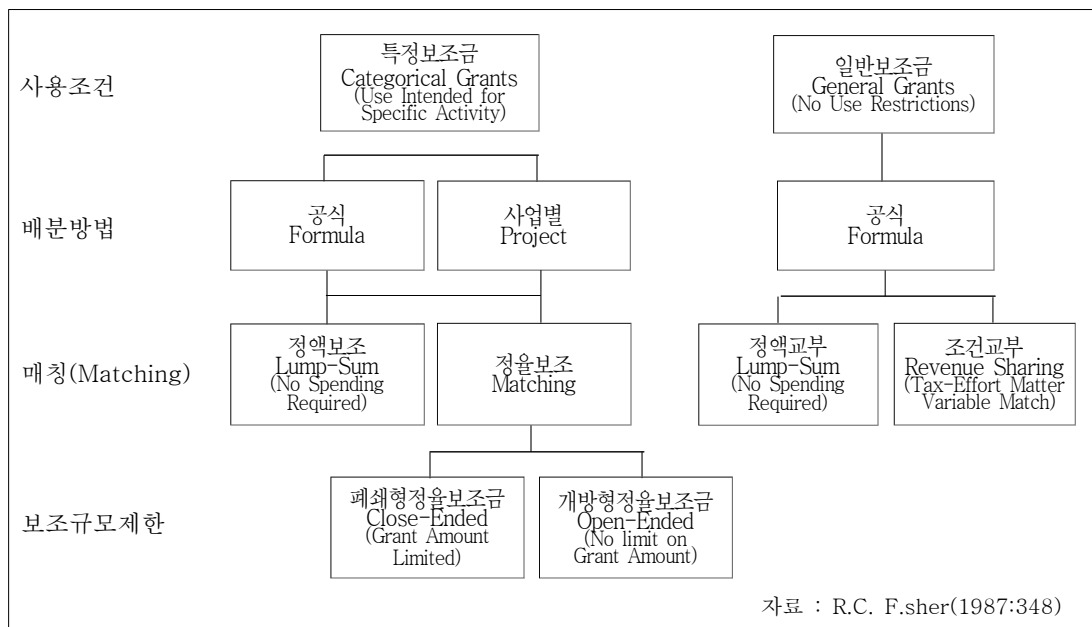 사용조건
특정보조금
Categorical Grants
(Use Intended for
Specific Activity)
일반보조금
General Grants
(No Use Restrictions)
배분방법
공식
Formula
사업별
Project
공식
Formula
매칭(Matching)
정액보조
Lump-Sum
(No Spending
Required)
정율보조
Matching
정액교부
Lump-Sum
(No Spending
Required)
조건교부
Revenue Sharing
(Tax-Effort Matter
Variable Match)
보조규모제한
폐쇄형정율보조금
Close-Ended
(Grant Amount
Limited)
개방형정율보조금
Open-Ended
(No limit on
Grant Amount)
자료 : R.C. F.sher(1987:348)